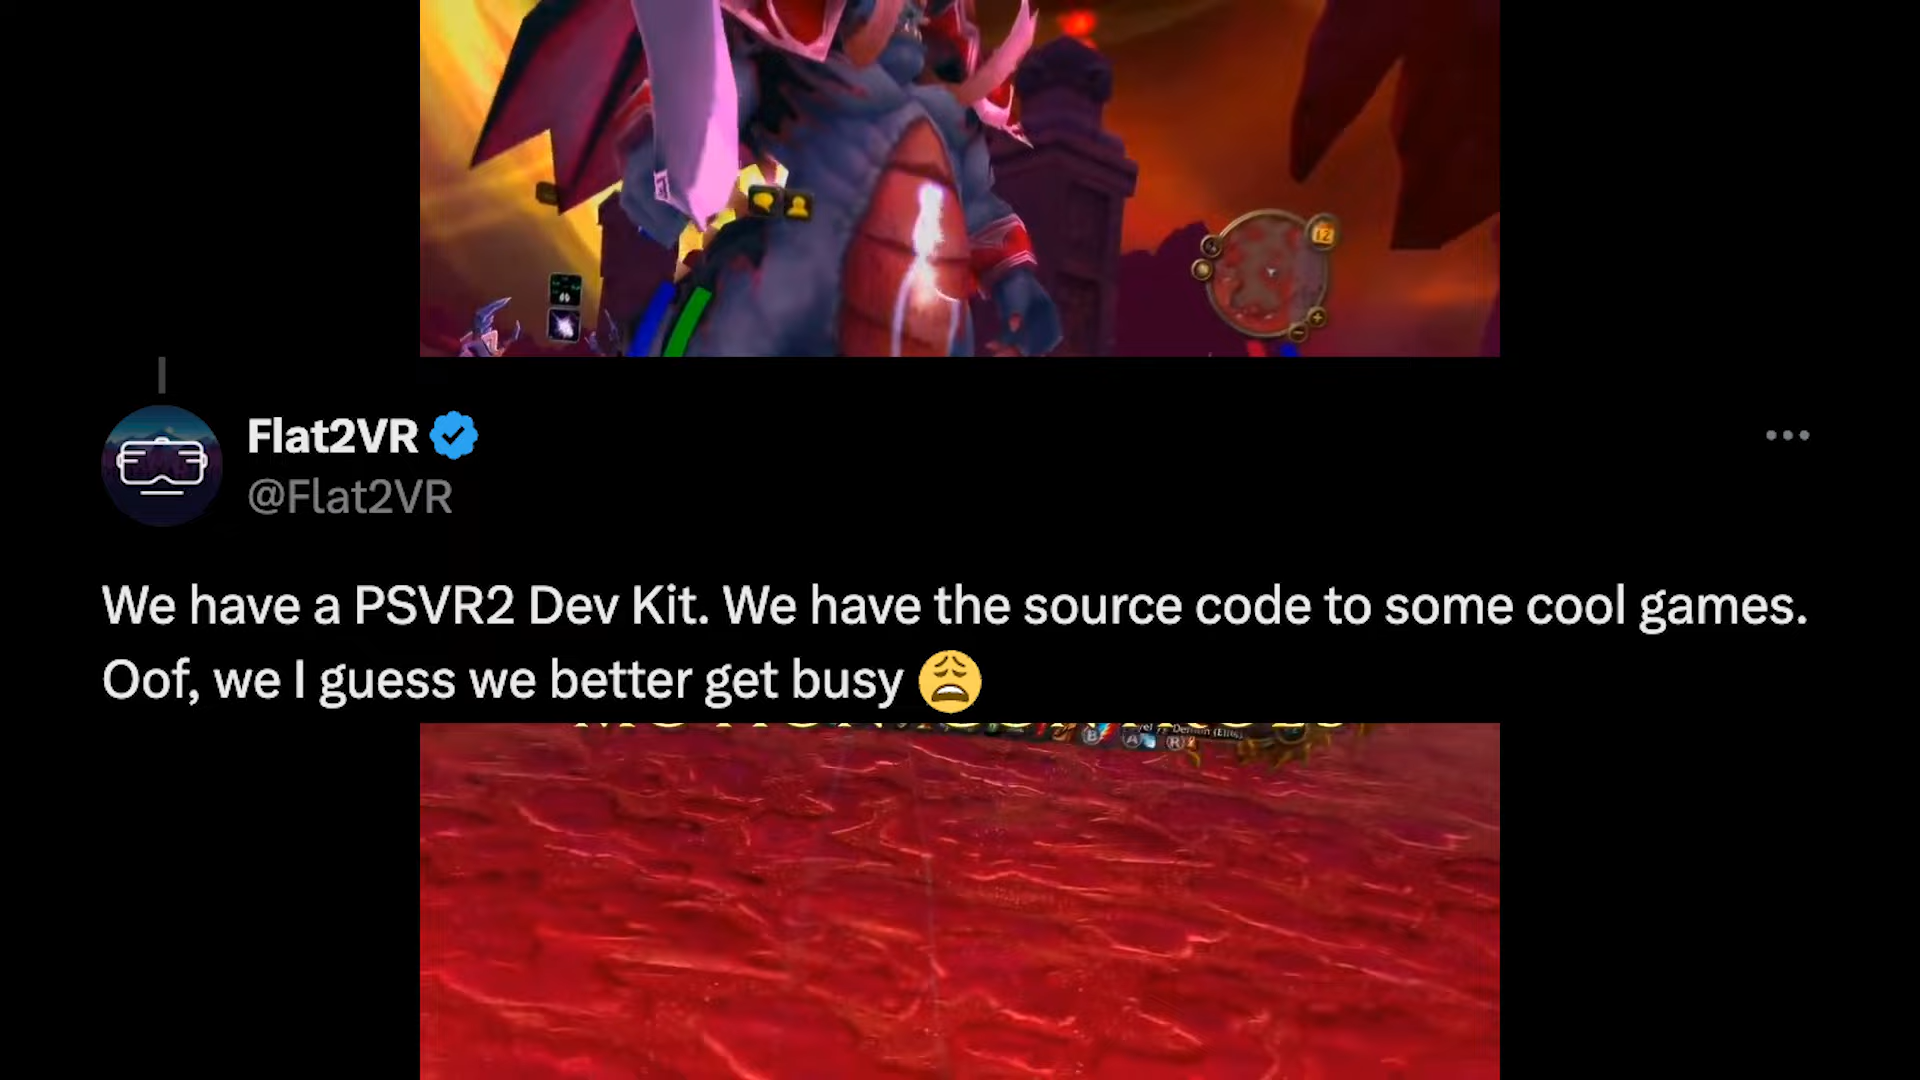 12
Flat2VR
@Flat2VR
We have a PSVR2 Dev Kit. We have the source code to some cool games.
Oof, we I guess we better get busy 😩
B A R